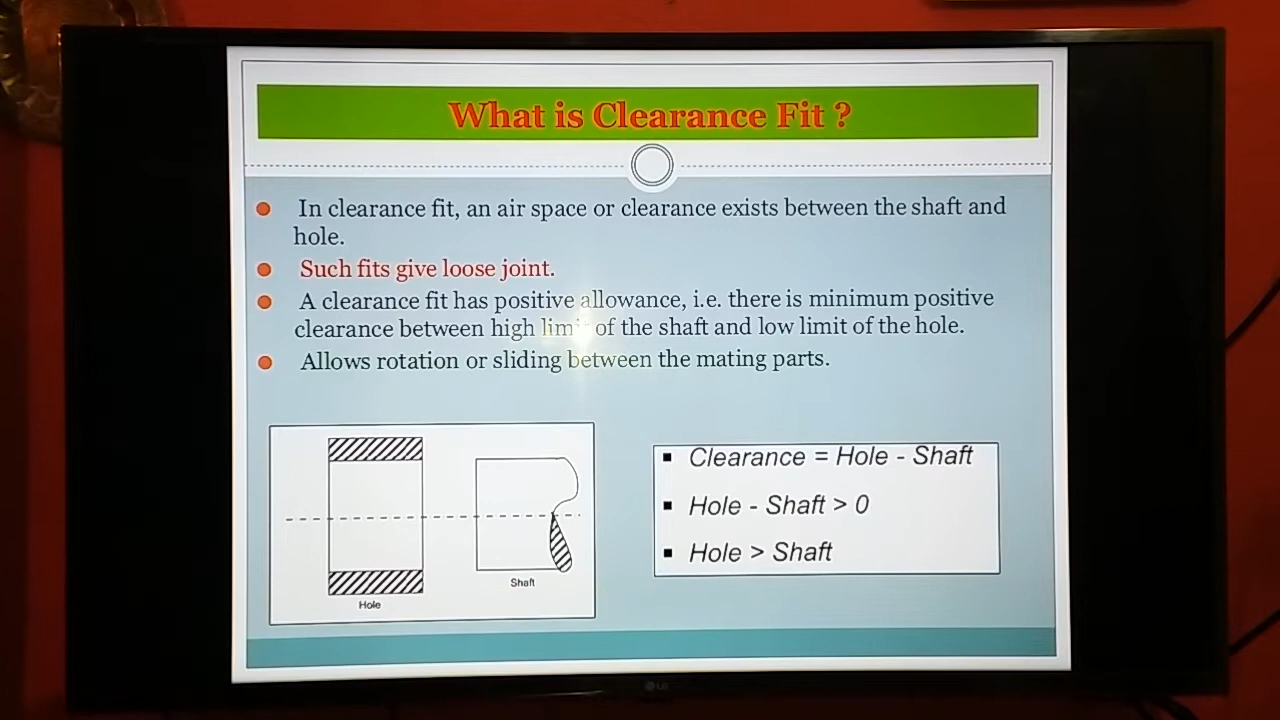 What is Clearance Fit ?
In clearance fit, an air space or clearance exists between the shaft and
hole.
Such fits give loose joint.
A clearance fit has positive allowance, i.e. there is minimum positive
clearance between high limit of the shaft and low limit of the hole.
Allows rotation or sliding between the mating parts.
Hole
Shaft
Clearance = Hole - Shaft
Hole - Shaft > 0
Hole > Shaft
LG